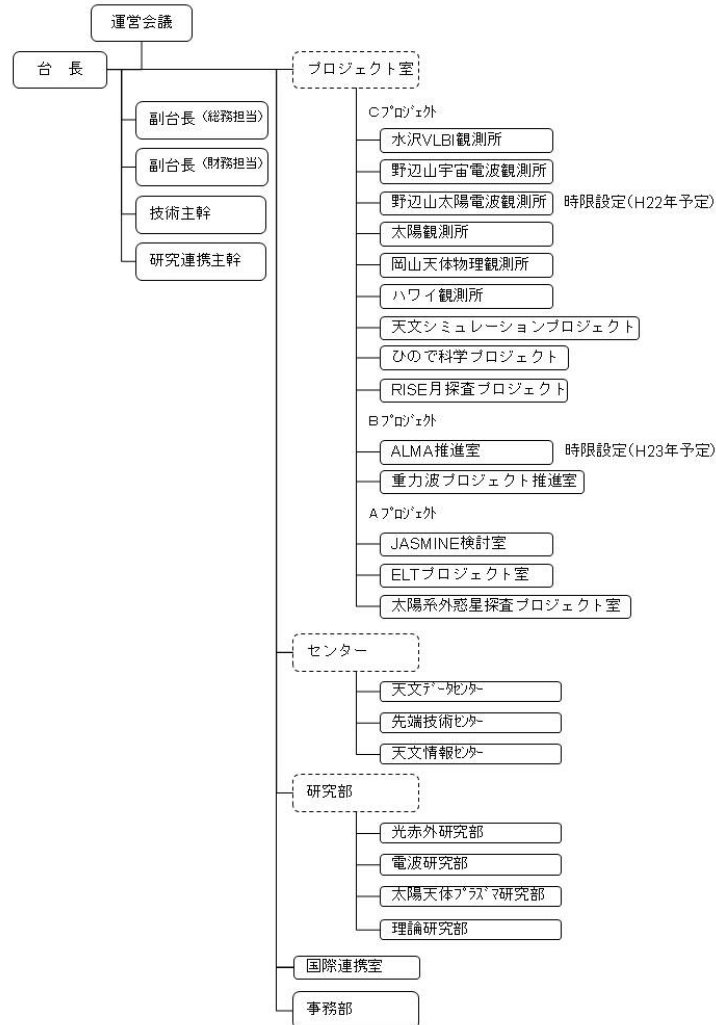 運営会議
台　長
副台長（総務担当）
副台長（財務担当）
技術主幹
研究連携主幹
プロジェクト室
Cﾌﾟﾛｼﾞｪｸﾄ
水沢VLBI観測所
野辺山宇宙電波観測所
野辺山太陽電波観測所　時限設定(H22年予定)
太陽観測所
岡山天体物理観測所
ハワイ観測所
天文シミュレーションプロジェクト
ひので科学プロジェクト
RISE月探査プロジェクト
Bﾌﾟﾛｼﾞｪｸﾄ
ALMA推進室　時限設定(H23年予定)
重力波プロジェクト推進室
Aﾌﾟﾛｼﾞｪｸﾄ
JASMINE検討室
ELTプロジェクト室
太陽系外惑星探査プロジェクト室
センター
天文ﾃﾞｰﾀｾﾝﾀｰ
先端技術ｾﾝﾀｰ
天文情報ｾﾝﾀｰ
研究部
光赤外研究部
電波研究部
太陽天体ﾌﾟﾗｽﾞﾏ研究部
理論研究部
国際連携室
事務部